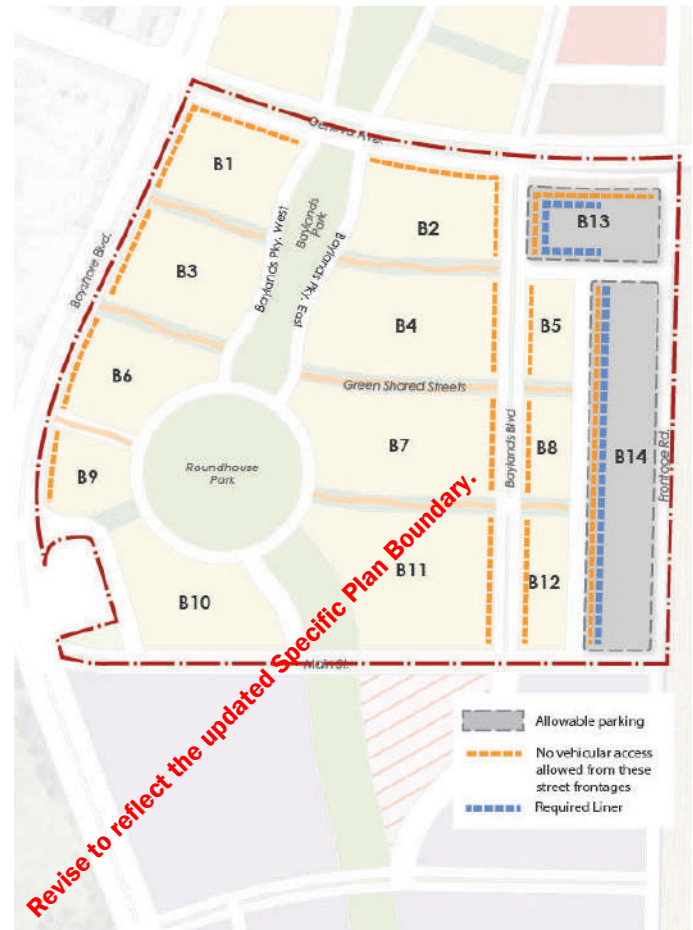 Geneva Ave.
B1
Baylands
Park
B2
B13
Bayshore Blvd.
Baylands Pky. West
Baylands Pky. East
B3
B4
B5
B6
Green Shared Streets
Roundhouse
Park
B7
Baylands Blvd
B8
B14
Frontage Rd.
B9
B10
B11
B12
Main St.
Revise to reflect the updated Specific Plan Boundary.
Allowable parking
No vehicular access
allowed from these
street frontages
Required Liner